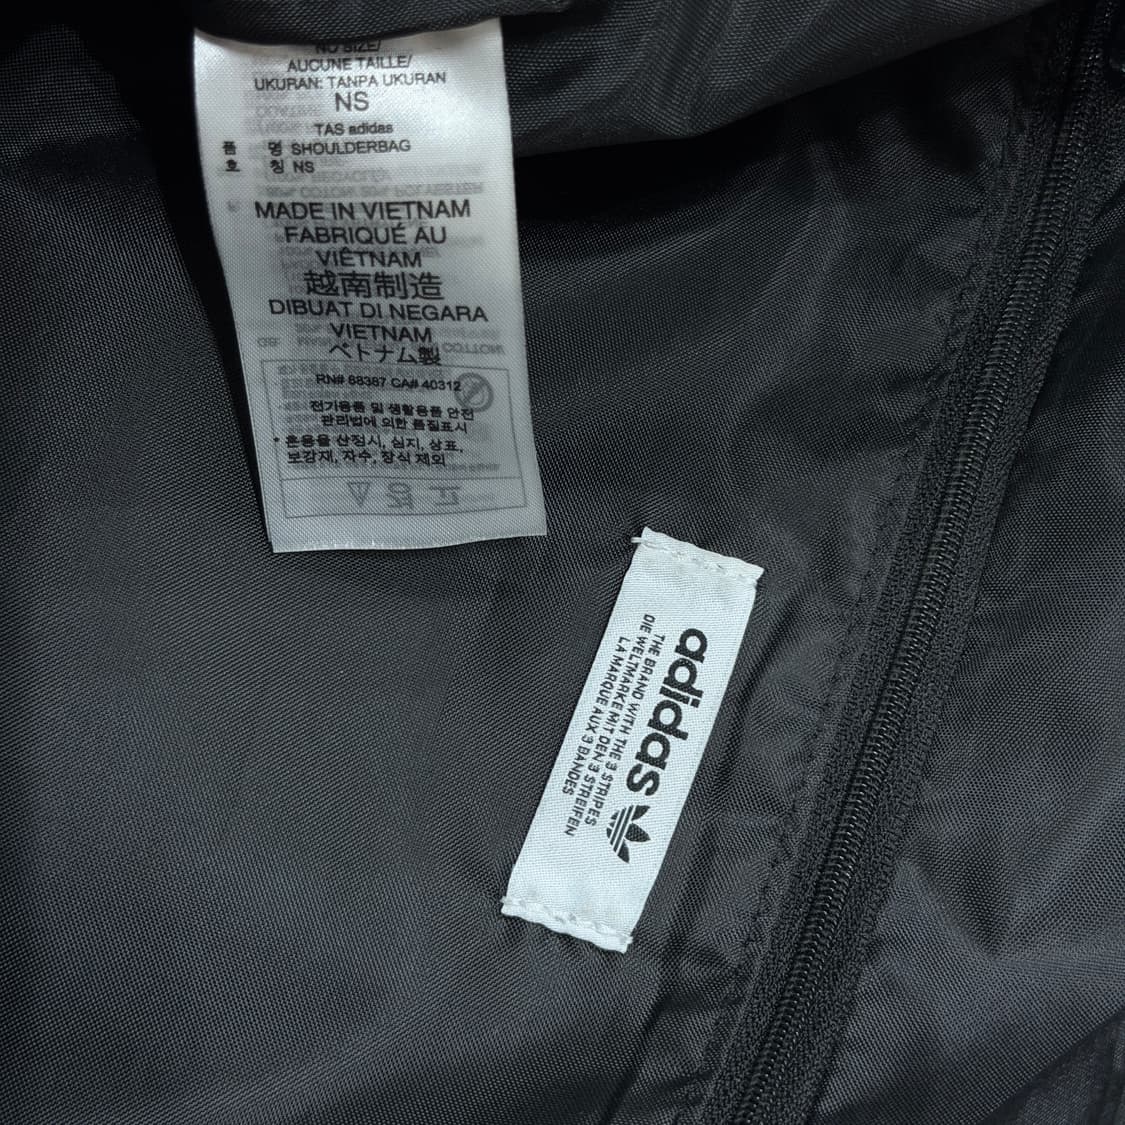 NO SIZE/
AUCUNE TAILLE/
UKURAN: TANPA UKURAN
NS
TAS adidas
품 명 SHOULDERBAG
호 칭 NS
MADE IN VIETNAM
FABRIQUÉ AU
VIÊTNAM
越南制造
DIBUAT DI NEGARA
VIETNAM
ベトナム製
RN# 88387 CA# 40312
전기용품 및 생활용품 안전
관리법에 의한 품질표시
* 혼용율 산정시, 심지, 상표,
보강재, 자수, 장식 제외
adidas
THE BRAND WITH THE 3 STRIPES
DIE WELTMARKE MIT DEN 3 STREIFEN
LA MARQUE AUX 3 BANDES